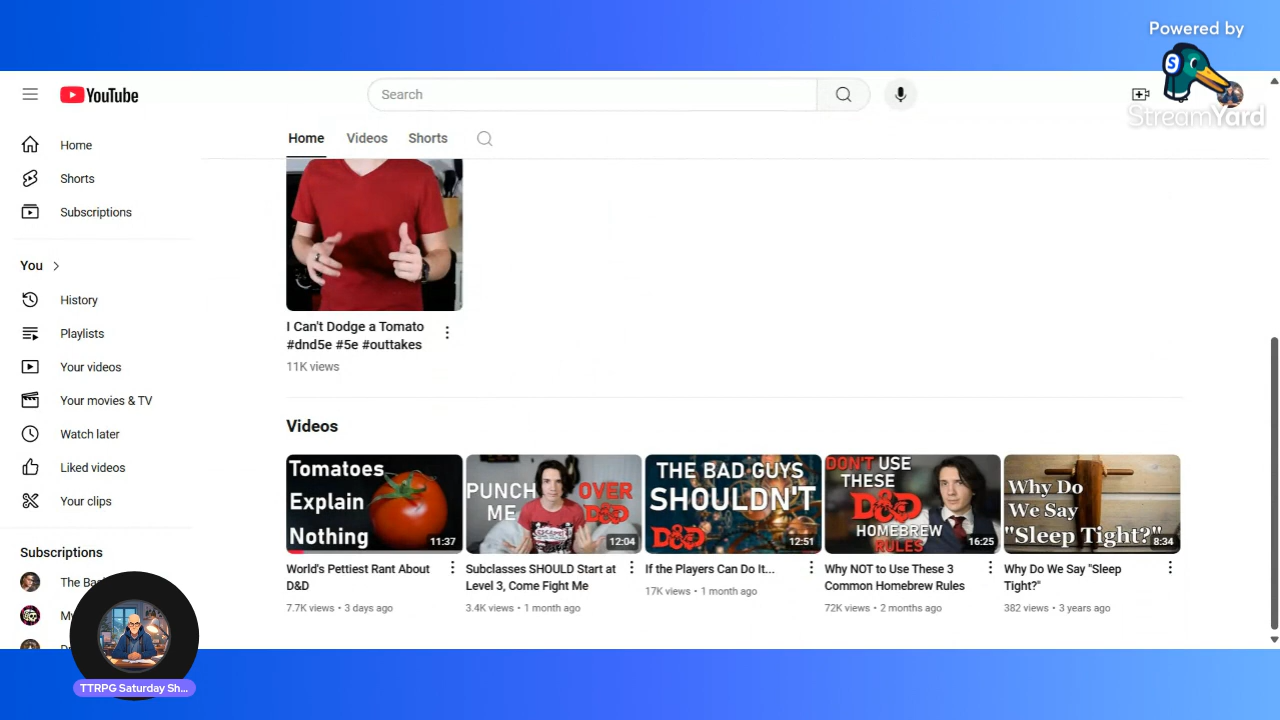 Powered by
StreamYard
YouTube
Search
Home
Videos
Shorts
Home
Shorts
Subscriptions
You
History
Playlists
Your videos
Your movies & TV
Watch later
Liked videos
Your clips
Subscriptions
The Ba
My
I Can't Dodge a Tomato
#dnd5e #5e #outtakes
11K views
Videos
Tomatoes
Explain
Nothing
11:37
World's Pettiest Rant About
D&D
7.7K views • 3 days ago
PUNCH
ME
OVER
D&D
12:04
Subclasses SHOULD Start at
Level 3, Come Fight Me
3.4K views • 1 month ago
THE BAD GUYS
SHOULDN'T
D&D
12:51
If the Players Can Do It...
17K views • 1 month ago
DON'T USE
THESE
D&D
HOMEBREW
RULES
16:25
Why NOT to Use These 3
Common Homebrew Rules
72K views • 2 months ago
Why Do
We Say
"Sleep Tight?"
8:34
Why Do We Say "Sleep
Tight?"
382 views • 3 years ago
TTRPG Saturday Sh...